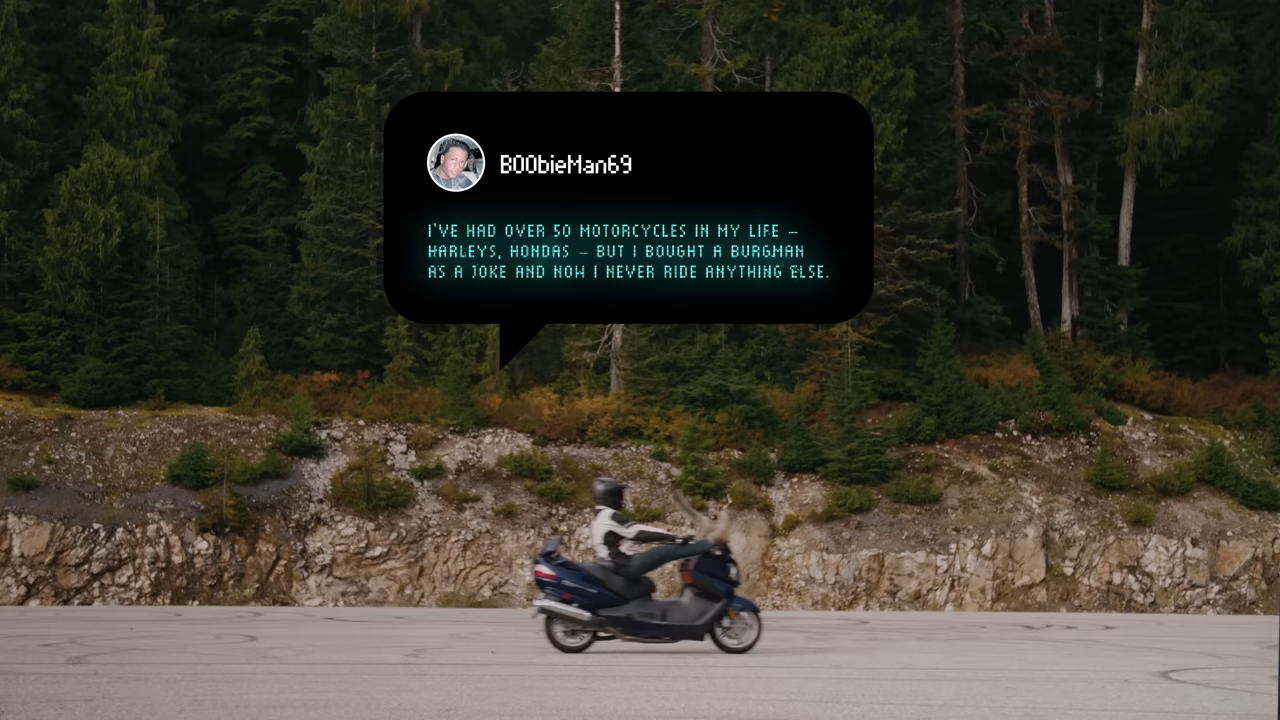 B00bieMan69
I'VE HAD OVER 50 MOTORCYCLES IN MY LIFE –
HARLEYS, HONDAS – BUT I BOUGHT A BURGMAN
AS A JOKE AND NOW I NEVER RIDE ANYTHING ELSE.